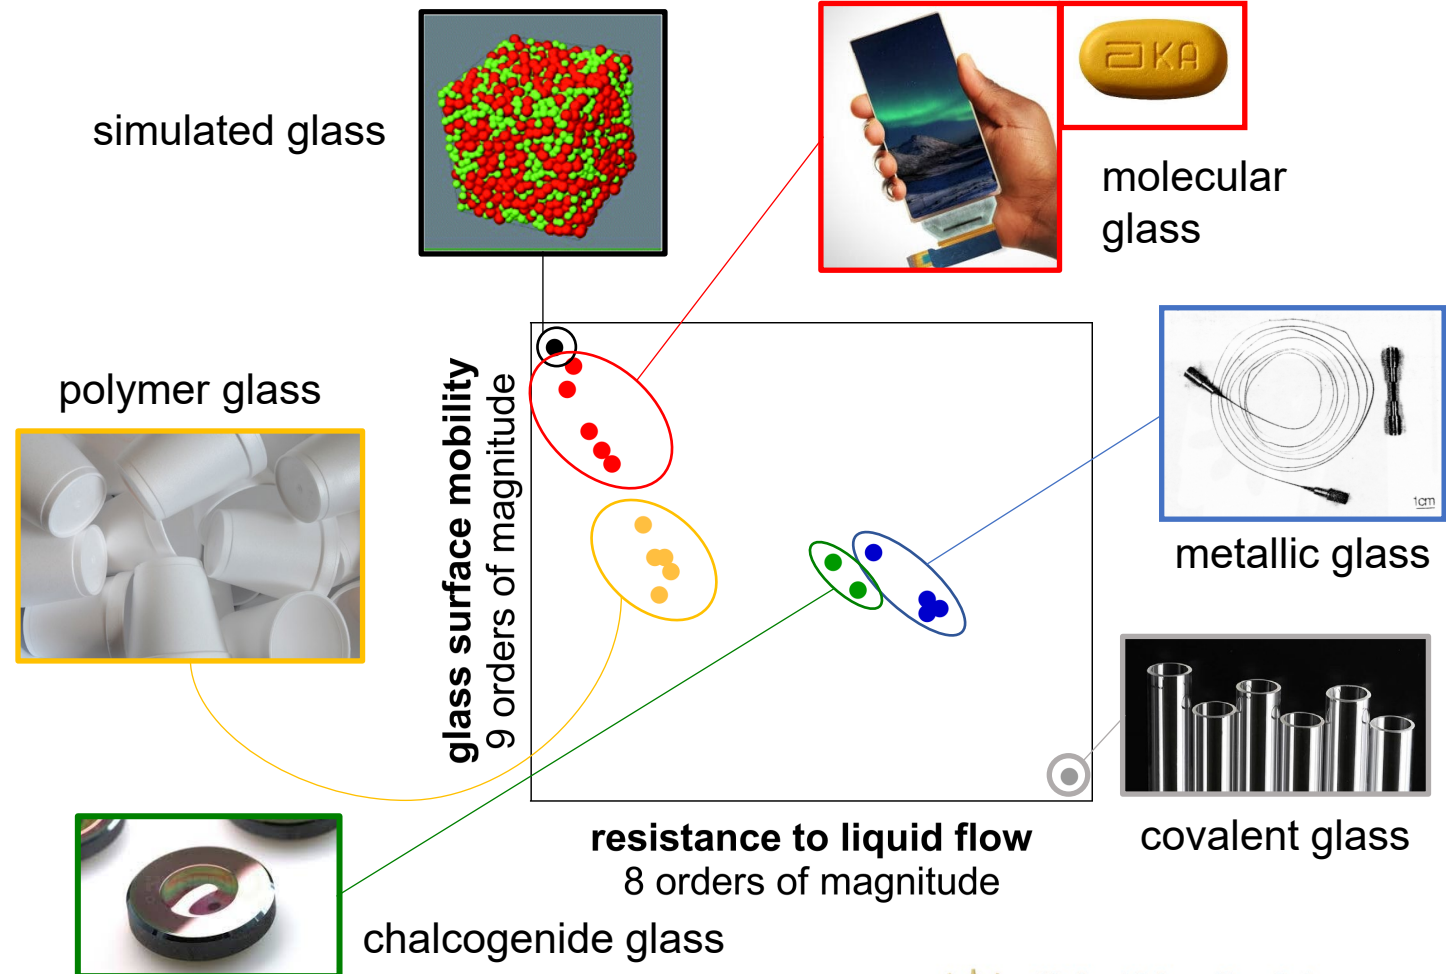 simulated glass
KA
molecular
glass
polymer glass
glass surface mobility
9 orders of magnitude
1cm
metallic glass
resistance to liquid flow
8 orders of magnitude
covalent glass
chalcogenide glass